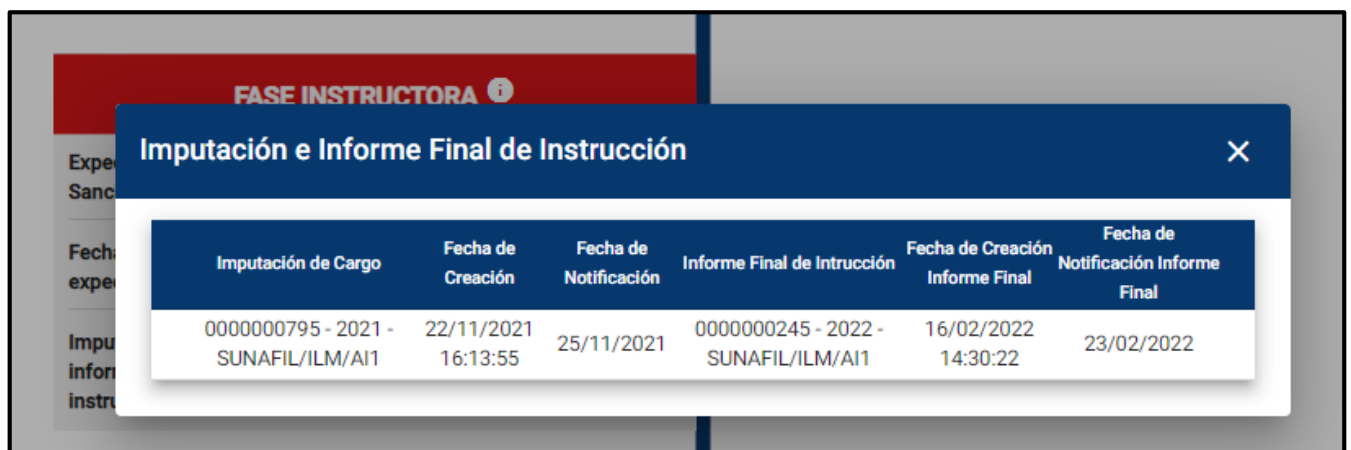 FASE INSTRUCTORA
Imputación e Informe Final de Instrucción
Imputación de Cargo
Fecha de
Creación
Fecha de
Notificación
Informe Final de Intrucción
Fecha de Creación
Informe Final
Fecha de
Notificación Informe
Final
0000000795 - 2021 -
SUNAFIL/ILM/AI1
22/11/2021
16:13:55
25/11/2021
0000000245 - 2022 -
SUNAFIL/ILM/AI1
16/02/2022
14:30:22
23/02/2022